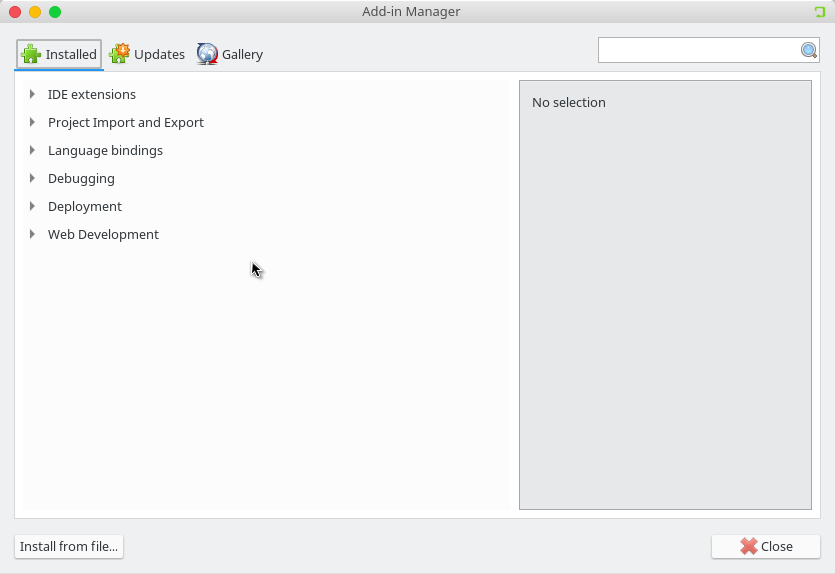 Add-in Manager
Installed
Updates
Gallery
IDE extensions
Project Import and Export
Language bindings
Debugging
Deployment
Web Development
No selection
Install from file...
Close